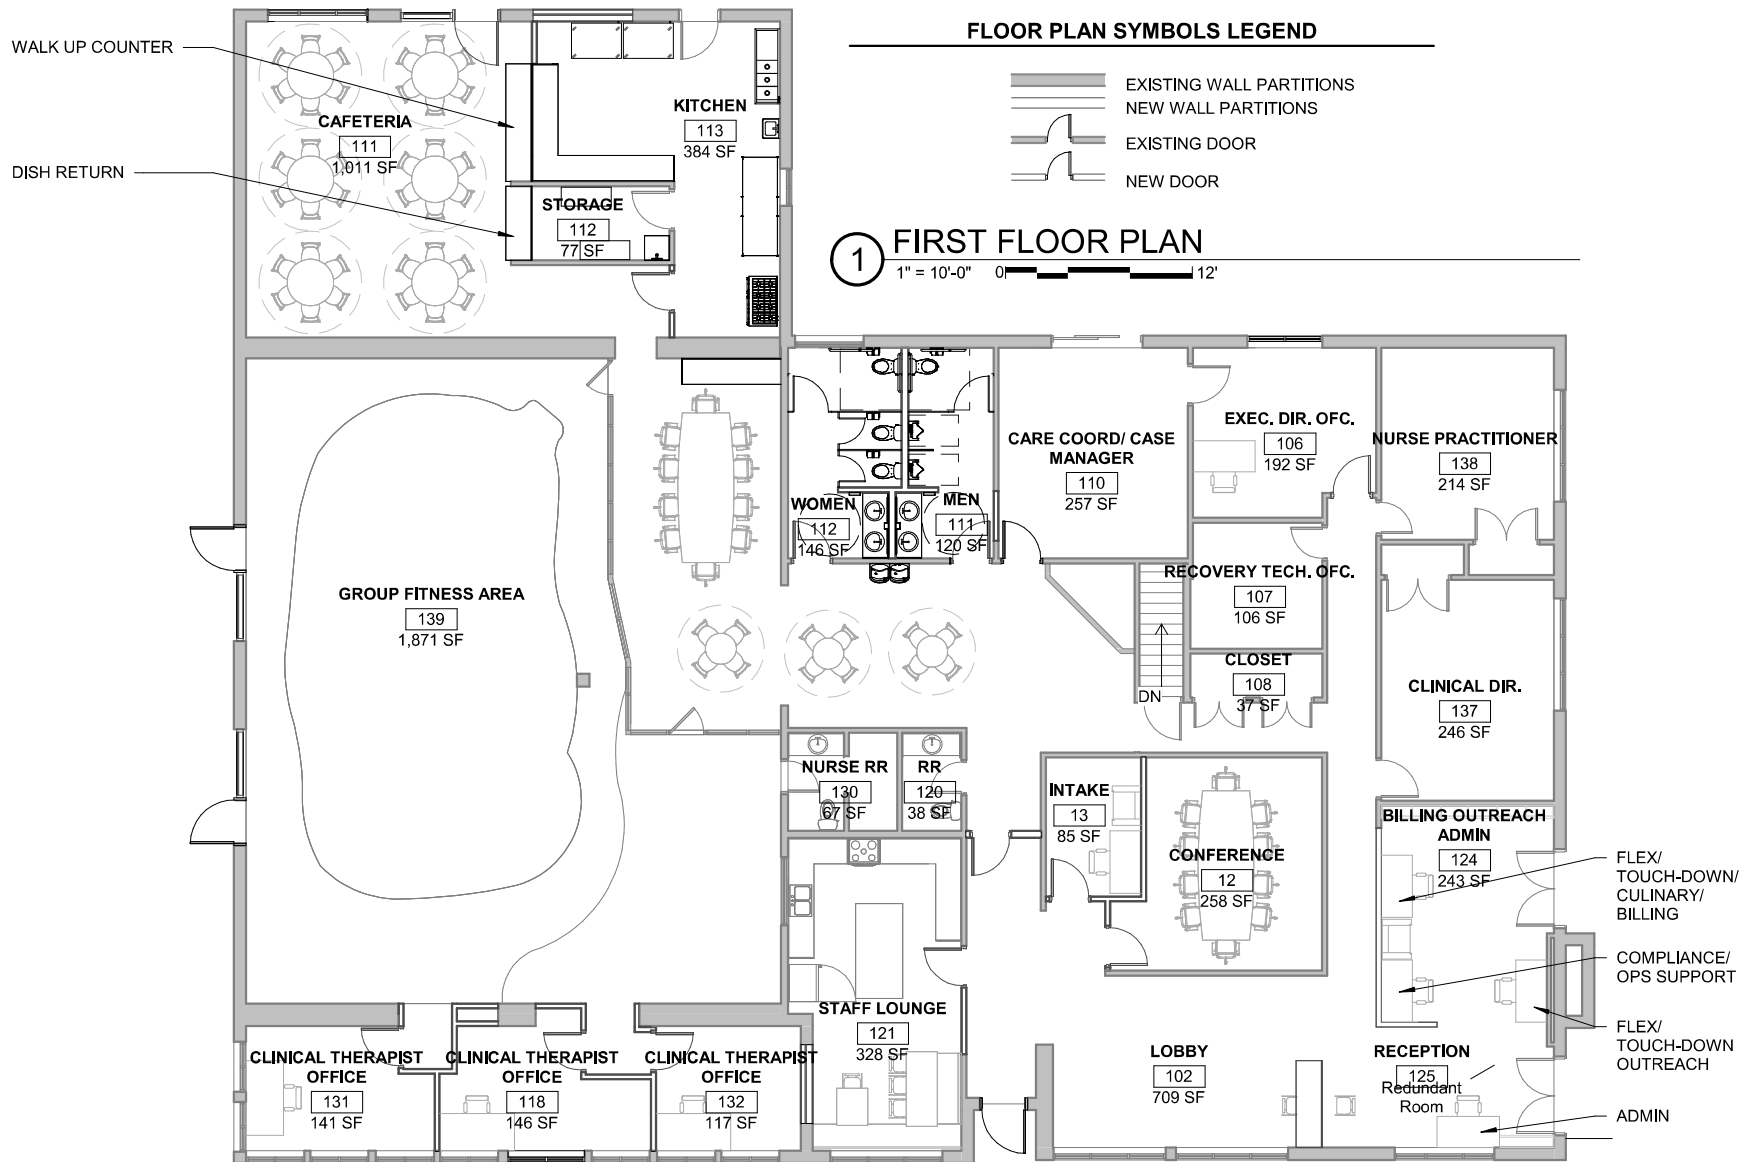 WALK UP COUNTER
DISH RETURN
CAFETERIA
111
1,011 SF
KITCHEN
113
384 SF
STORAGE
112
77 SF
FLOOR PLAN SYMBOLS LEGEND
EXISTING WALL PARTITIONS
NEW WALL PARTITIONS
EXISTING DOOR
NEW DOOR
1
FIRST FLOOR PLAN
1" = 10'-0"
0
12'
GROUP FITNESS AREA
139
1,871 SF
WOMEN
112
146 SF
MEN
111
120 SF
CARE COORD/ CASE
MANAGER
110
257 SF
EXEC. DIR. OFC.
106
192 SF
NURSE PRACTITIONER
138
214 SF
RECOVERY TECH. OFC.
107
106 SF
CLOSET
108
37 SF
DN
CLINICAL DIR.
137
246 SF
NURSE RR
130
67 SF
RR
120
38 SF
INTAKE
13
85 SF
CONFERENCE
12
258 SF
BILLING OUTREACH
ADMIN
124
243 SF
FLEX/
TOUCH-DOWN/
CULINARY/
BILLING
COMPLIANCE/
OPS SUPPORT
FLEX/
TOUCH-DOWN
OUTREACH
ADMIN
STAFF LOUNGE
121
328 SF
LOBBY
102
709 SF
RECEPTION
125
Redundant
Room
CLINICAL THERAPIST
OFFICE
131
141 SF
CLINICAL THERAPIST
OFFICE
118
146 SF
CLINICAL THERAPIST
OFFICE
132
117 SF